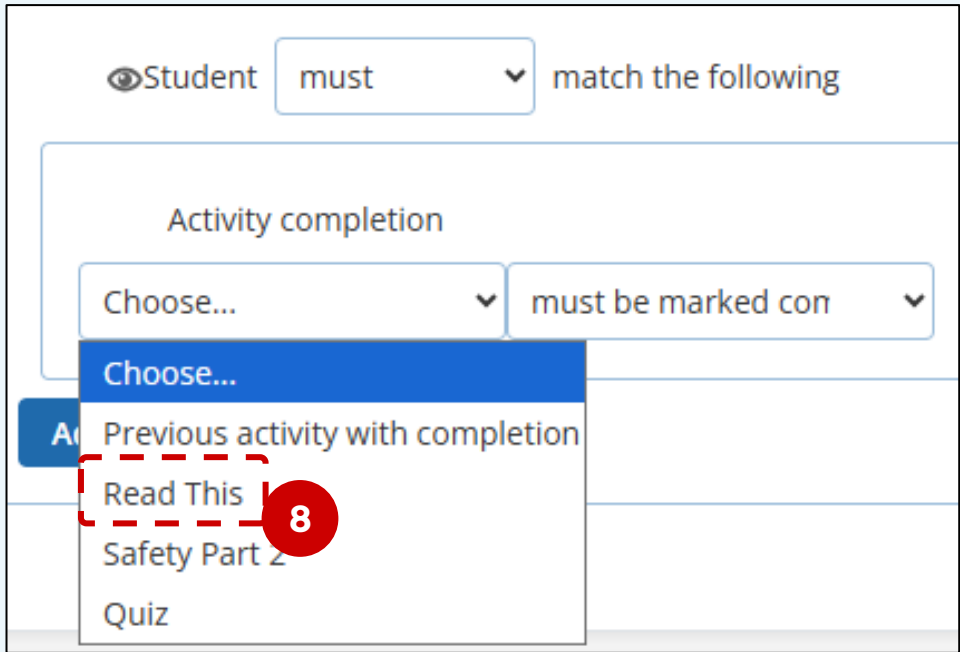 Student must match the following
Activity completion
Choose... must be marked con
Choose...
Previous activity with completion
Read This
8
Safety Part 2
Quiz